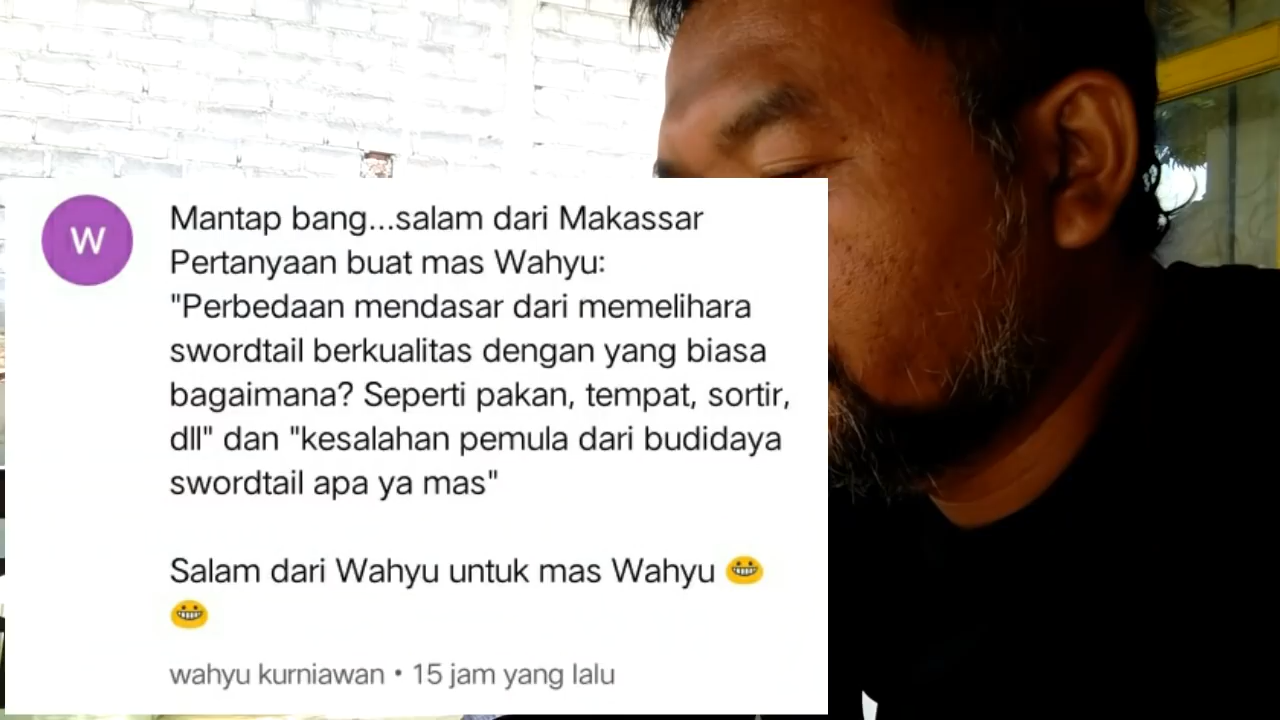 W
Mantap bang...salam dari Makassar
Pertanyaan buat mas Wahyu:
"Perbedaan mendasar dari memelihara
swordtail berkualitas dengan yang biasa
bagaimana? Seperti pakan, tempat, sortir,
dll" dan "kesalahan pemula dari budidaya
swordtail apa ya mas"
Salam dari Wahyu untuk mas Wahyu 😀
😀
wahyu kurniawan • 15 jam yang lalu